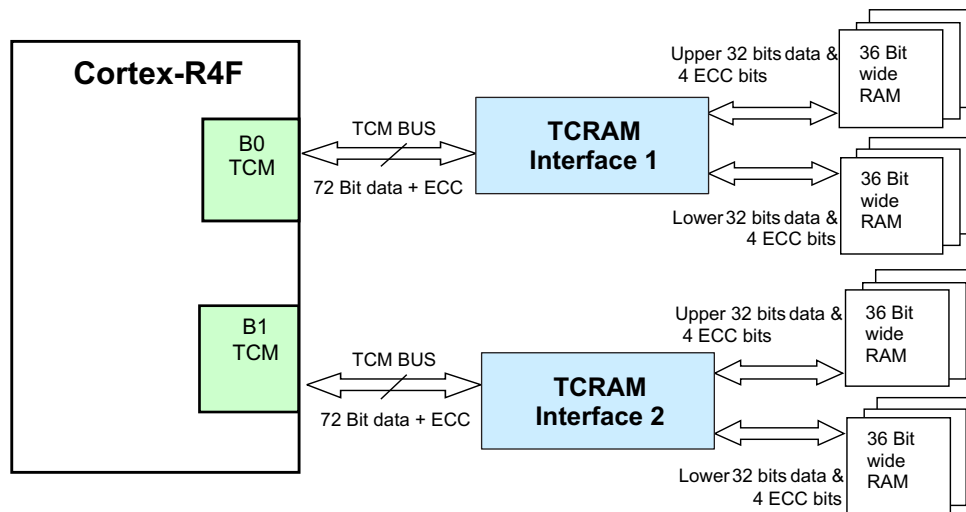 Cortex-R4F
B0
TCM
TCM BUS
72 Bit data + ECC
TCRAM
Interface 1
Upper 32 bits data &
4 ECC bits
36 Bit
wide
RAM
36 Bit
wide
RAM
Lower 32 bits data &
4 ECC bits
B1
TCM
TCM BUS
72 Bit data + ECC
TCRAM
Interface 2
Upper 32 bits data &
4 ECC bits
36 Bit
wide
RAM
36 Bit
wide
RAM
Lower 32 bits data &
4 ECC bits